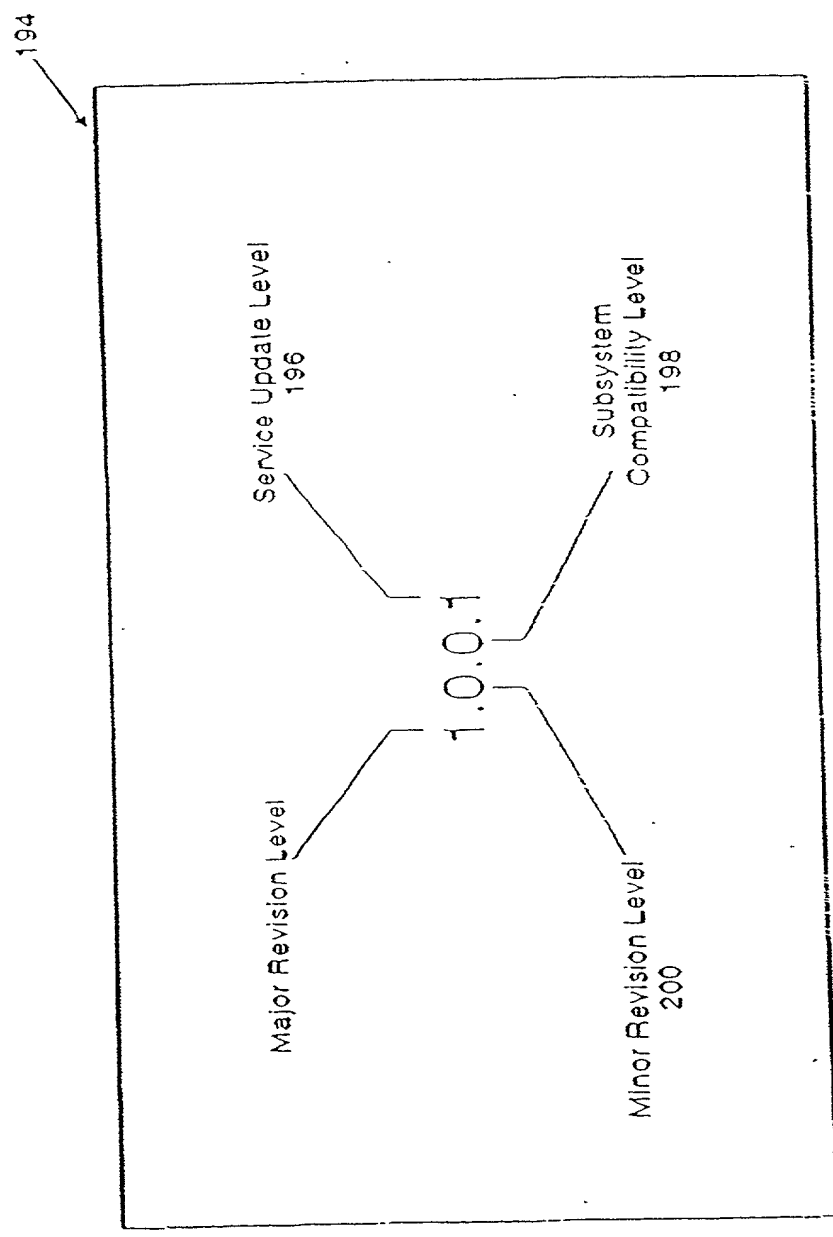 194
Major Revision Level
Service Update Level
196
1.0.0.1
Minor Revision Level
200
Subsystem
Compatibility Level
198